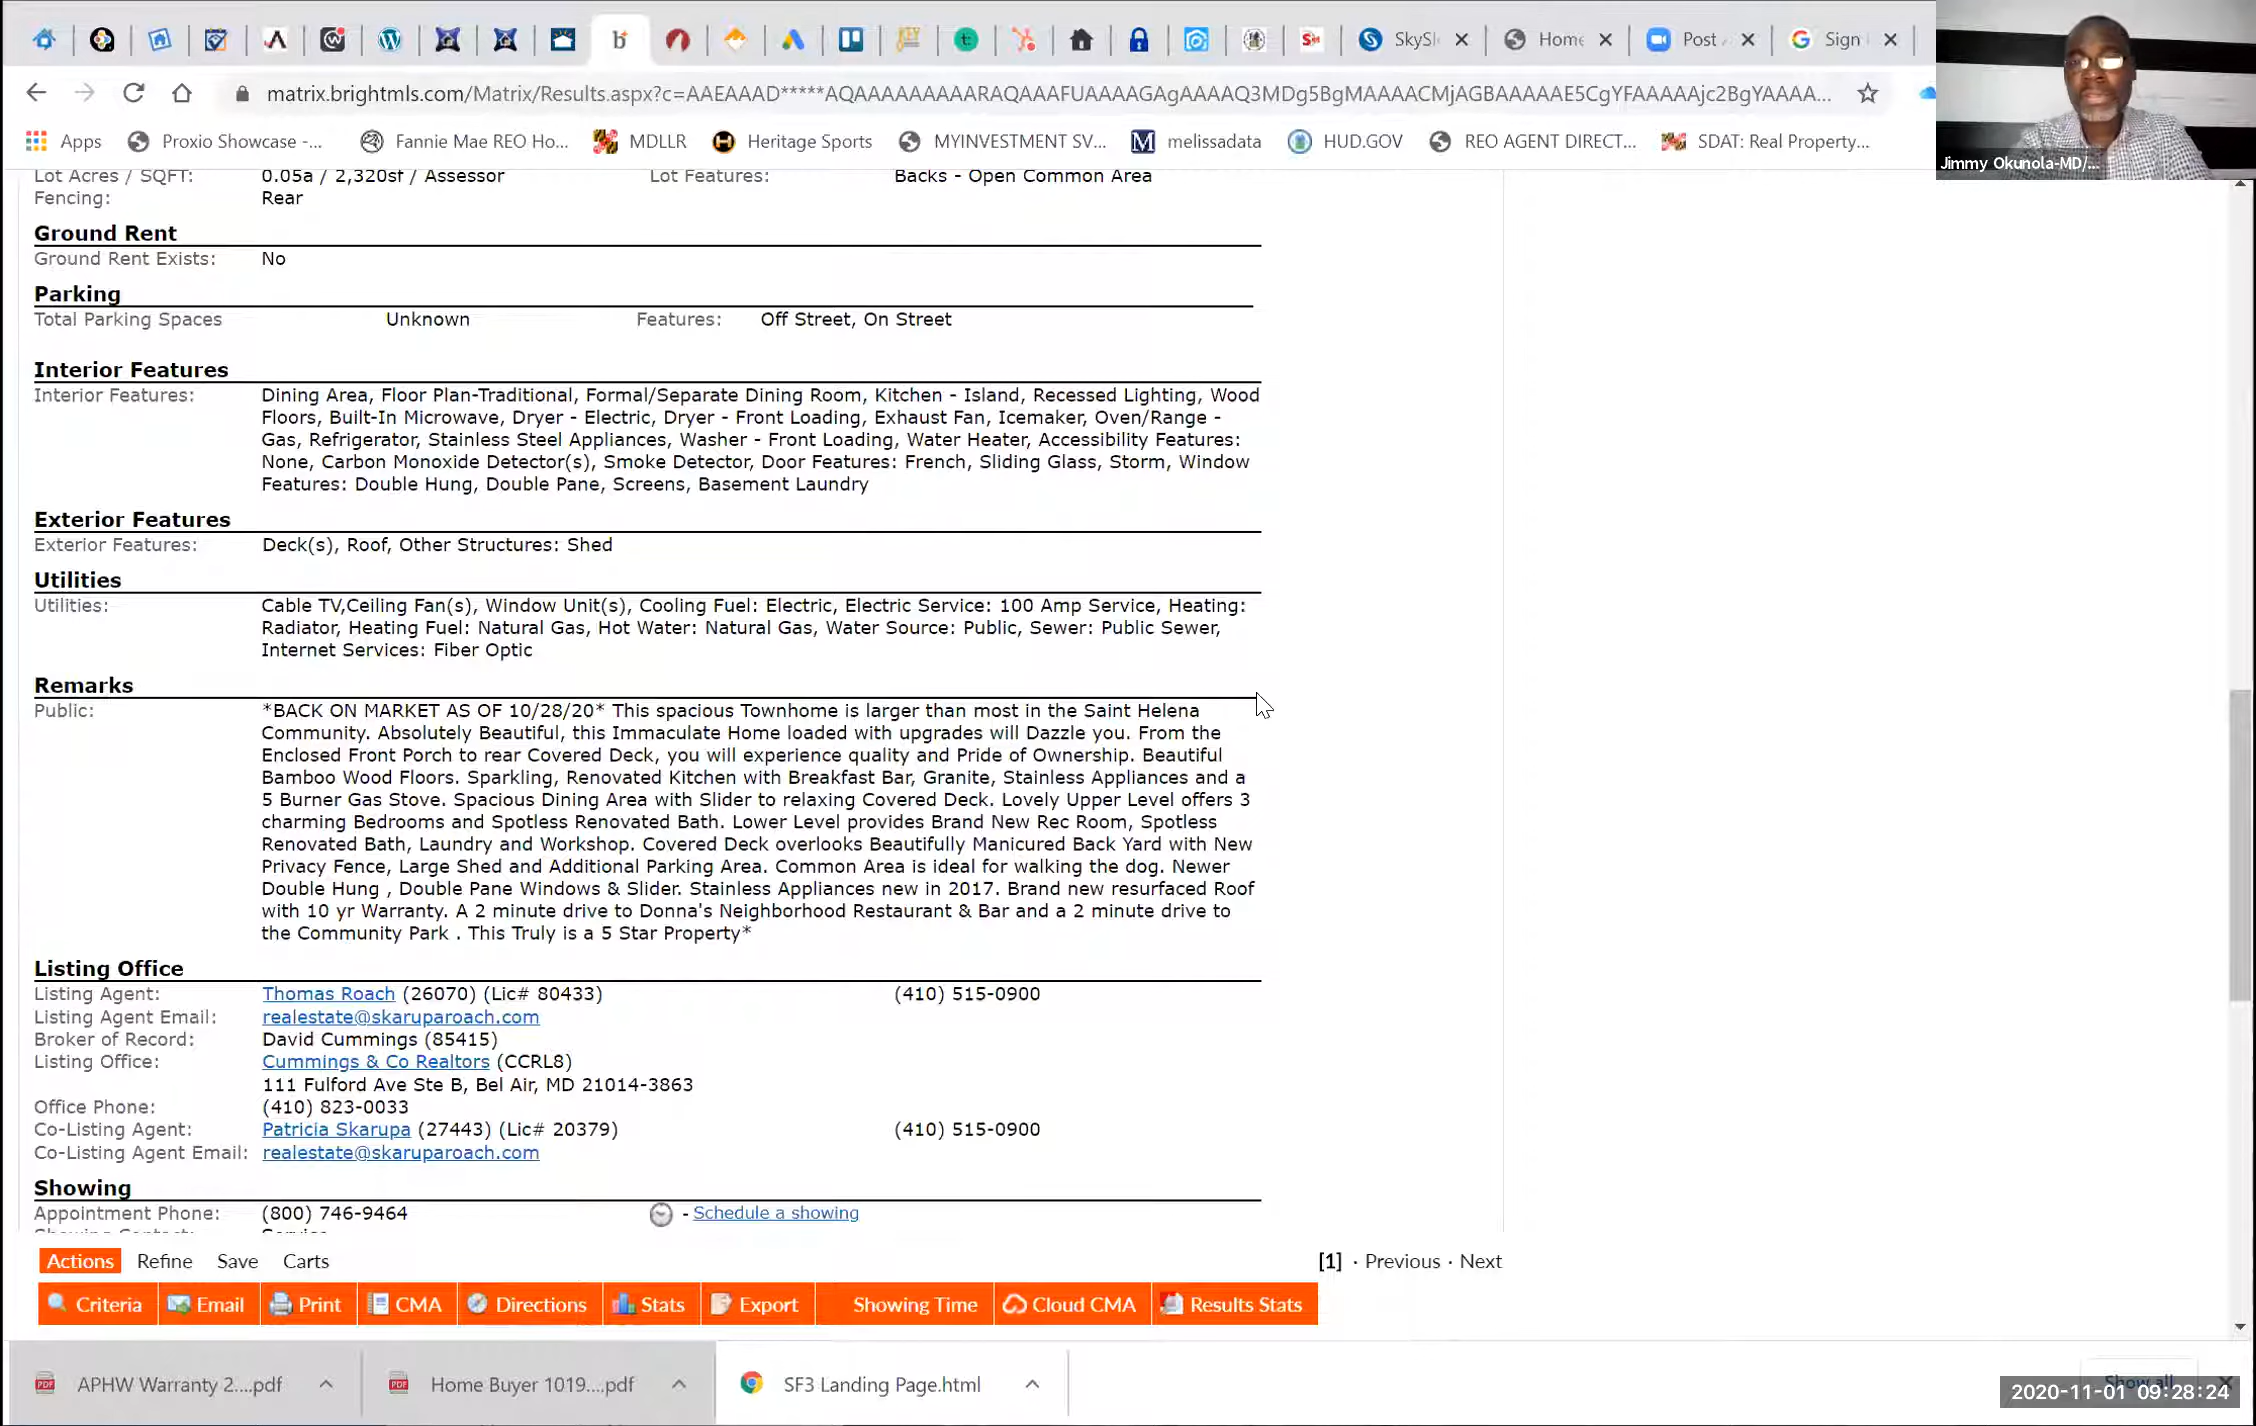 SkySl
Home
Post
Sign
matrix.brightmls.com/Matrix/Results.aspx?c=AAEAAAD*****AQAAAAAAAAARAQAAAFUAAAAGAgAAAAQ3MDg5BgMAAAACMjAGBAAAAAE5CgYFAAAAAjc2BgYAAAA...
Apps
Proxio Showcase -...
Fannie Mae REO Ho...
MDLLR
Heritage Sports
MYINVESTMENT SV...
melissadata
HUD.GOV
REO AGENT DIRECT...
SDAT: Real Property...
Jimmy Okunola-MD/...
Lot Acres / SQFT: 0.05a / 2,320sf / Assessor Lot Features: Backs - Open Common Area
Fencing: Rear
Ground Rent
Ground Rent Exists: No
Parking
Total Parking Spaces Unknown Features: Off Street, On Street
Interior Features
Interior Features: Dining Area, Floor Plan-Traditional, Formal/Separate Dining Room, Kitchen - Island, Recessed Lighting, Wood
Floors, Built-In Microwave, Dryer - Electric, Dryer - Front Loading, Exhaust Fan, Icemaker, Oven/Range -
Gas, Refrigerator, Stainless Steel Appliances, Washer - Front Loading, Water Heater, Accessibility Features:
None, Carbon Monoxide Detector(s), Smoke Detector, Door Features: French, Sliding Glass, Storm, Window
Features: Double Hung, Double Pane, Screens, Basement Laundry
Exterior Features
Exterior Features: Deck(s), Roof, Other Structures: Shed
Utilities
Utilities: Cable TV,Ceiling Fan(s), Window Unit(s), Cooling Fuel: Electric, Electric Service: 100 Amp Service, Heating:
Radiator, Heating Fuel: Natural Gas, Hot Water: Natural Gas, Water Source: Public, Sewer: Public Sewer,
Internet Services: Fiber Optic
Remarks
Public: *BACK ON MARKET AS OF 10/28/20* This spacious Townhome is larger than most in the Saint Helena
Community. Absolutely Beautiful, this Immaculate Home loaded with upgrades will Dazzle you. From the
Enclosed Front Porch to rear Covered Deck, you will experience quality and Pride of Ownership. Beautiful
Bamboo Wood Floors. Sparkling, Renovated Kitchen with Breakfast Bar, Granite, Stainless Appliances and a
5 Burner Gas Stove. Spacious Dining Area with Slider to relaxing Covered Deck. Lovely Upper Level offers 3
charming Bedrooms and Spotless Renovated Bath. Lower Level provides Brand New Rec Room, Spotless
Renovated Bath, Laundry and Workshop. Covered Deck overlooks Beautifully Manicured Back Yard with New
Privacy Fence, Large Shed and Additional Parking Area. Common Area is ideal for walking the dog. Newer
Double Hung , Double Pane Windows & Slider. Stainless Appliances new in 2017. Brand new resurfaced Roof
with 10 yr Warranty. A 2 minute drive to Donna's Neighborhood Restaurant & Bar and a 2 minute drive to
the Community Park . This Truly is a 5 Star Property*
Listing Office
Listing Agent: Thomas Roach (26070) (Lic# 80433) (410) 515-0900
Listing Agent Email: realestate@skaruparoach.com
Broker of Record: David Cummings (85415)
Listing Office: Cummings & Co Realtors (CCRL8)
111 Fulford Ave Ste B, Bel Air, MD 21014-3863
Office Phone: (410) 823-0033
Co-Listing Agent: Patricia Skarupa (27443) (Lic# 20379) (410) 515-0900
Co-Listing Agent Email: realestate@skaruparoach.com
Showing
Appointment Phone: (800) 746-9464 - Schedule a showing
Actions Refine Save Carts [1] · Previous · Next
Criteria Email Print CMA Directions Stats Export Showing Time Cloud CMA Results Stats
APHW Warranty 2....pdf
Home Buyer 1019....pdf
SF3 Landing Page.html
Show all
2020-11-01 09:28:24